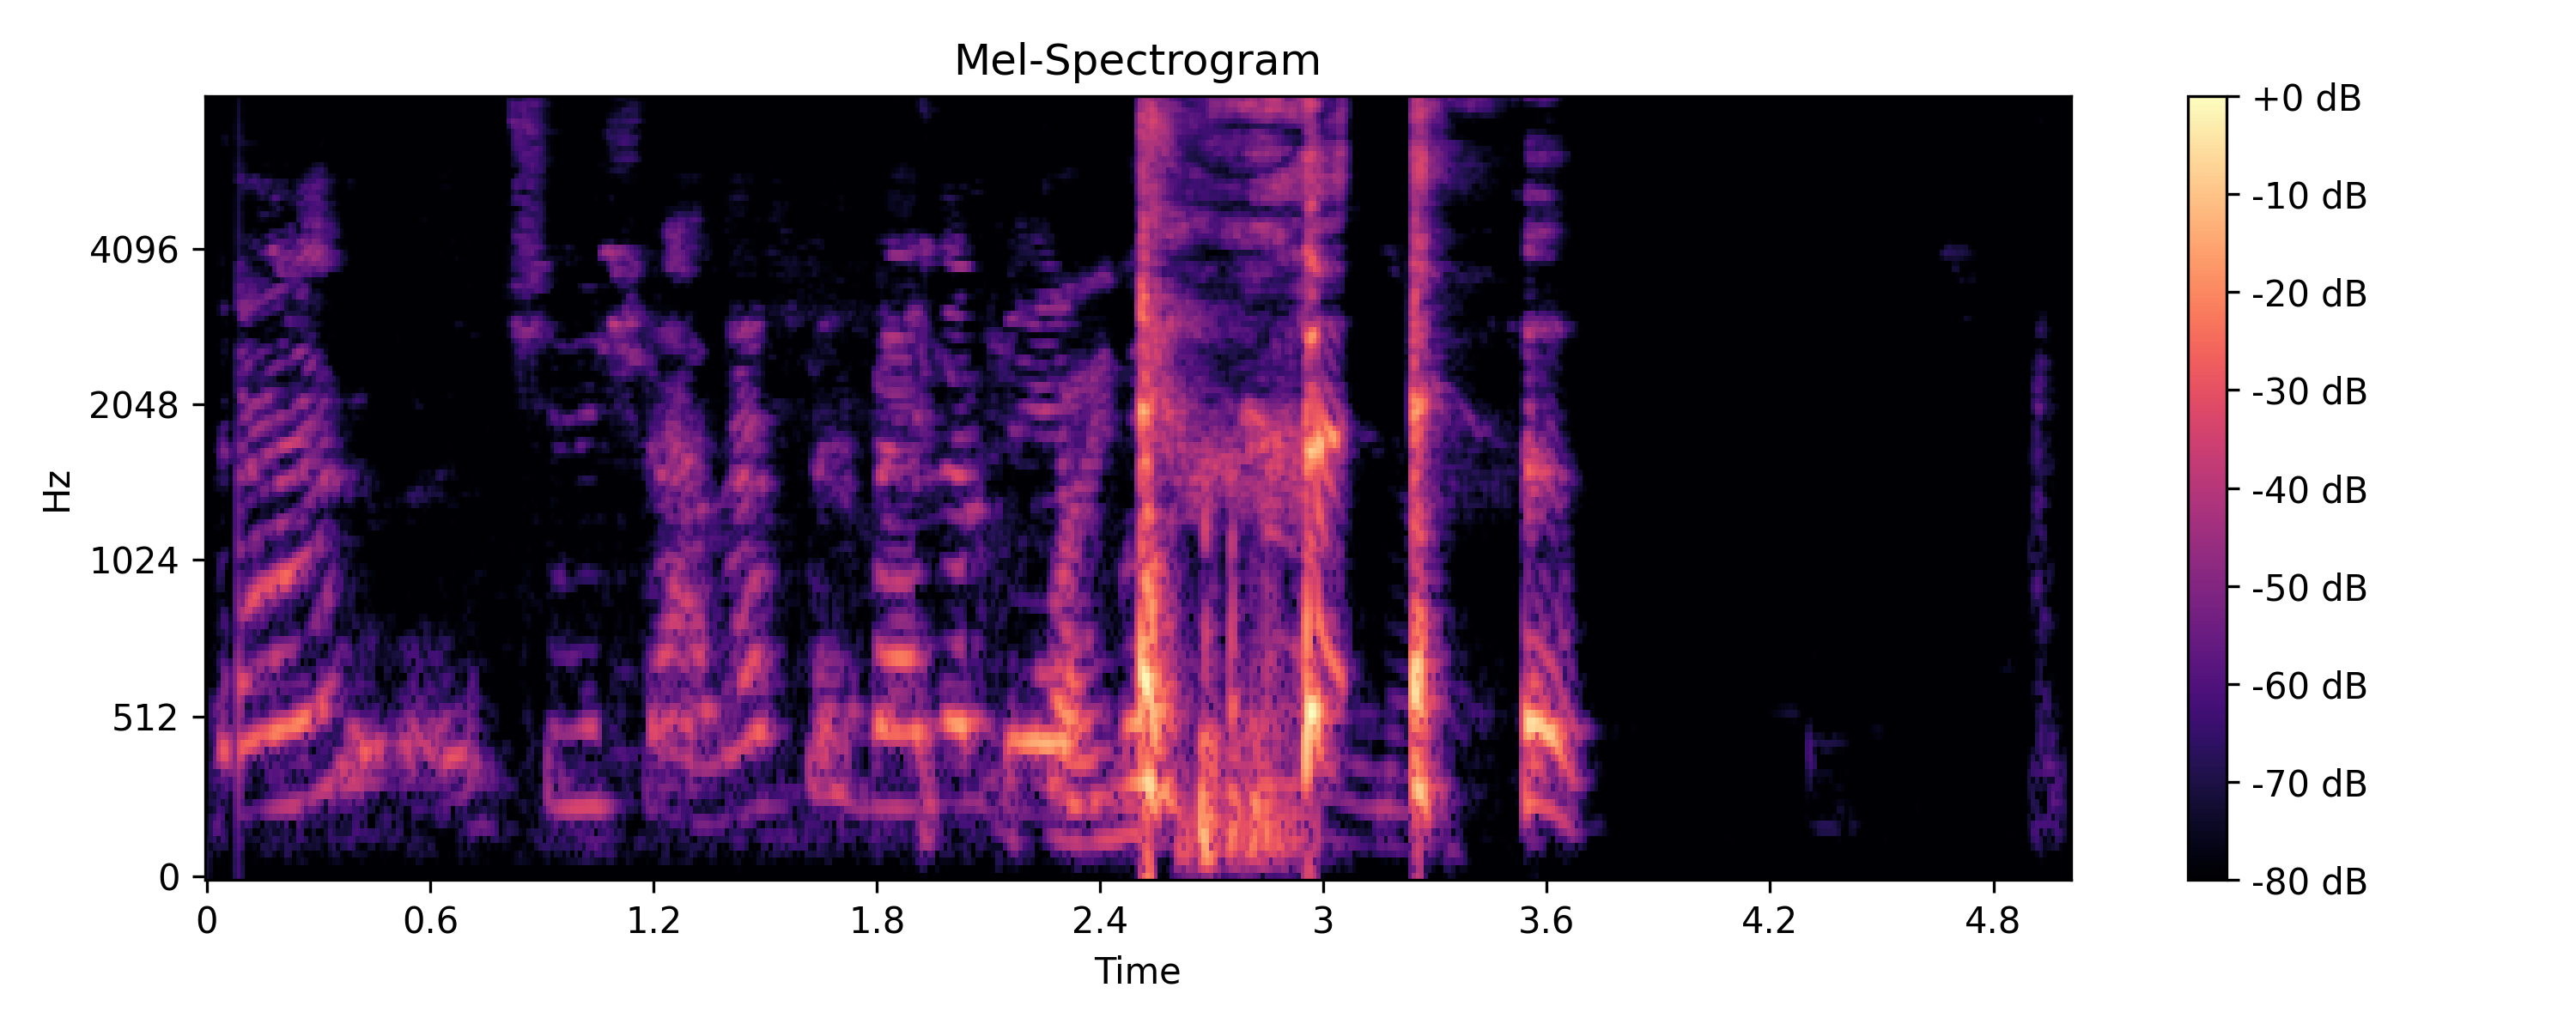 Mel-Spectrogram
+0 dB
-10 dB
-20 dB
-30 dB
-40 dB
-50 dB
-60 dB
-70 dB
-80 dB
Hz
4096
2048
1024
512
0
0 0.6 1.2 1.8 2.4 3 3.6 4.2 4.8
Time